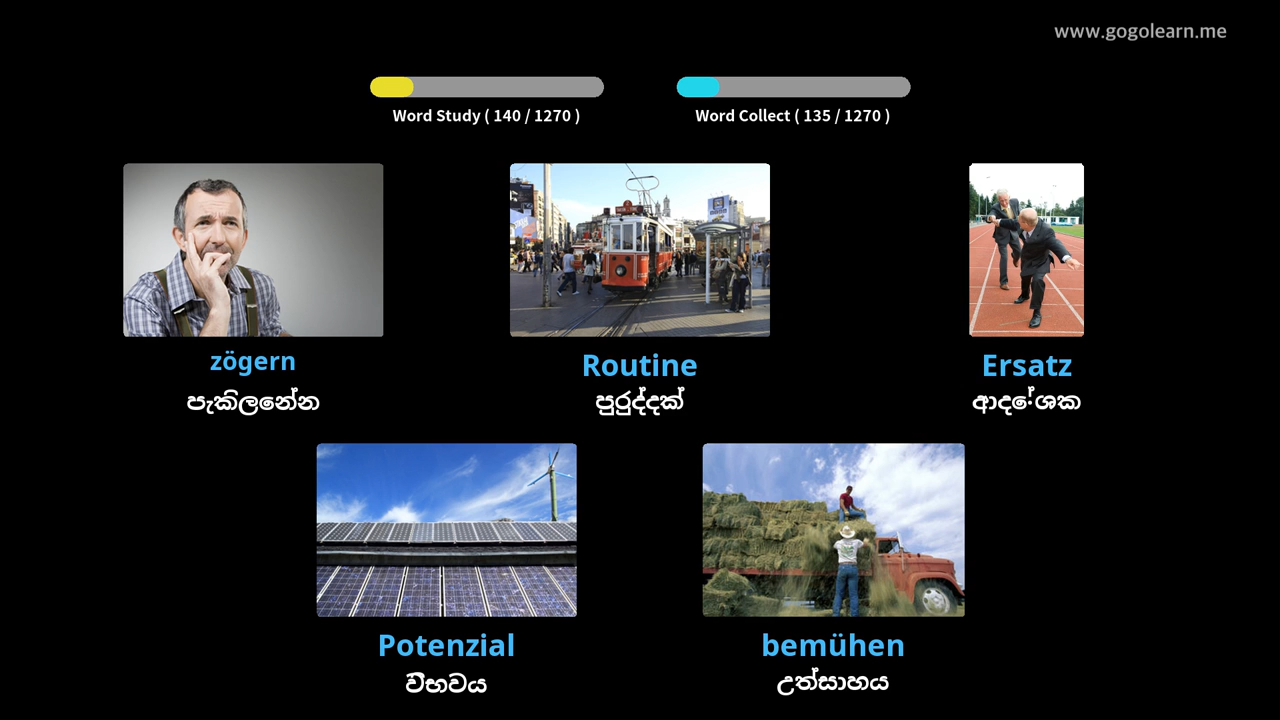 www.gogolearn.me
Word Study ( 140 / 1270 )
Word Collect ( 135 / 1270 )
zögern
පැකිලනේන
Routine
පුරුද්දක්
Ersatz
ආදේශක
Potenzial
විභවය
bemühen
උත්සාහය